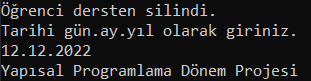 Öğrenci dersten silindi.
Tarihi gün.ay.yıl olarak giriniz.
12.12.2022
Yapısal Programlama Dönem Projesi